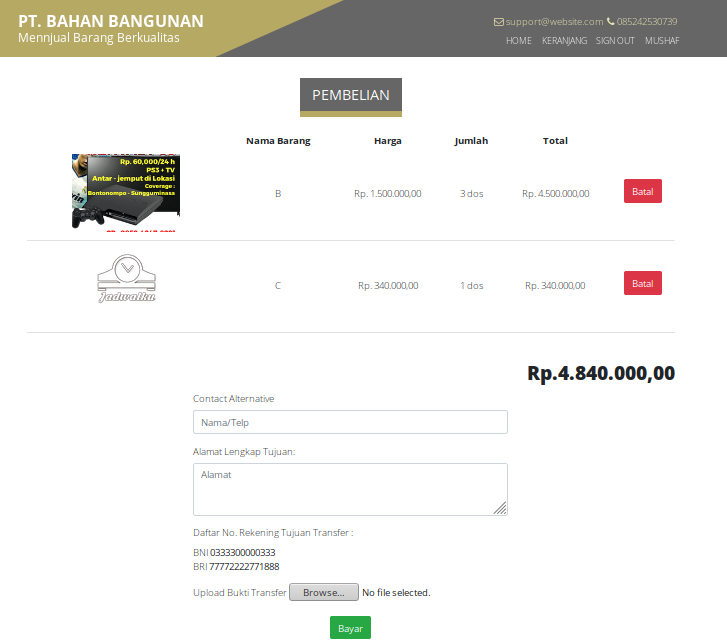 PT. BAHAN BANGUNAN
Mennjual Barang Berkualitas
support@website.com 085242530739
HOME KERANJANG SIGN OUT MUSHAF
PEMBELIAN
Nama Barang Harga Jumlah Total
Rp. 60,000/24 h
PS3 + TV
Antar - jemput di Lokasi
Coverage :
Bontonompo - Sungguminasa
B Rp. 1.500.000,00 3 dos Rp. 4.500.000,00 Batal
Jadwalku
C Rp. 340.000,00 1 dos Rp. 340.000,00 Batal
Rp.4.840.000,00
Contact Alternative
Nama/Telp
Alamat Lengkap Tujuan:
Alamat
Daftar No. Rekening Tujuan Transfer :
BNI 0333300000333
BRI 77772222771888
Upload Bukti Transfer Browse... No file selected.
Bayar